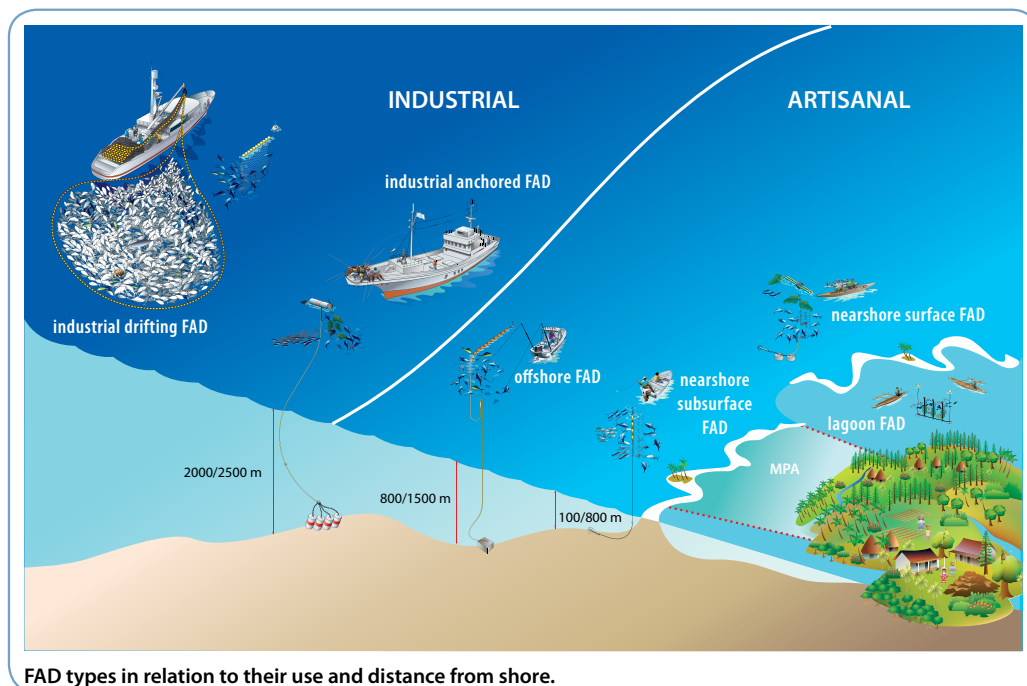 INDUSTRIAL
ARTISANAL
industrial anchored FAD
industrial drifting FAD
nearshore surface FAD
offshore FAD
nearshore
subsurface
FAD
lagoon FAD
MPA
2000/2500 m
800/1500 m
100/800 m
FAD types in relation to their use and distance from shore.